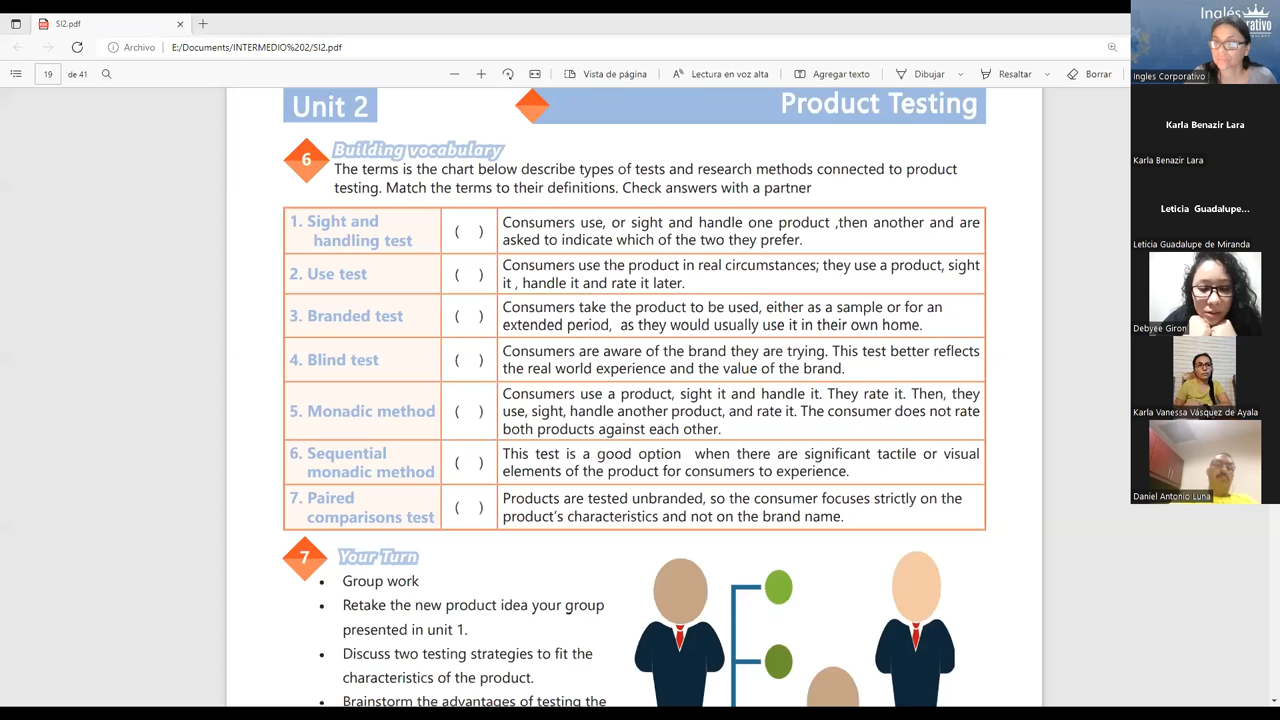 SI2.pdf
Archivo
E:/Documents/INTERMEDIO%202/SI2.pdf
19
de 41
Vista de página
Lectura en voz alta
Agregar texto
Dibujar
Resaltar
Borrar
Unit 2
Product Testing
6
Building vocabulary
The terms is the chart below describe types of tests and research methods connected to product
testing. Match the terms to their definitions. Check answers with a partner
1. Sight and
handling test
( )
Consumers use, or sight and handle one product ,then another and are
asked to indicate which of the two they prefer.
2. Use test
( )
Consumers use the product in real circumstances; they use a product, sight
it , handle it and rate it later.
3. Branded test
( )
Consumers take the product to be used, either as a sample or for an
extended period, as they would usually use it in their own home.
4. Blind test
( )
Consumers are aware of the brand they are trying. This test better reflects
the real world experience and the value of the brand.
5. Monadic method
( )
Consumers use a product, sight it and handle it. They rate it. Then, they
use, sight, handle another product, and rate it. The consumer does not rate
both products against each other.
6. Sequential
monadic method
( )
This test is a good option when there are significant tactile or visual
elements of the product for consumers to experience.
7. Paired
comparisons test
( )
Products are tested unbranded, so the consumer focuses strictly on the
product's characteristics and not on the brand name.
7
Your Turn
• Group work
• Retake the new product idea your group
presented in unit 1.
• Discuss two testing strategies to fit the
characteristics of the product.
• Brainstorm the advantages of testing the
Inglés
Ingles Corporativo
Karla Benazir Lara
Karla Benazir Lara
Leticia Guadalupe...
Leticia Guadalupe de Miranda
Debyee Giron
Karla Vanessa Vásquez de Ayala
Daniel Antonio Luna